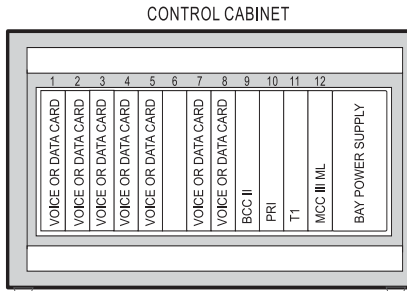 CONTROL CABINET
1 2 3 4 5 6 7 8 9 10 11 12
VOICE OR DATA CARD
VOICE OR DATA CARD
VOICE OR DATA CARD
VOICE OR DATA CARD
VOICE OR DATA CARD
VOICE OR DATA CARD
VOICE OR DATA CARD
BCC II
PRI
T1
MCC III ML
BAY POWER SUPPLY